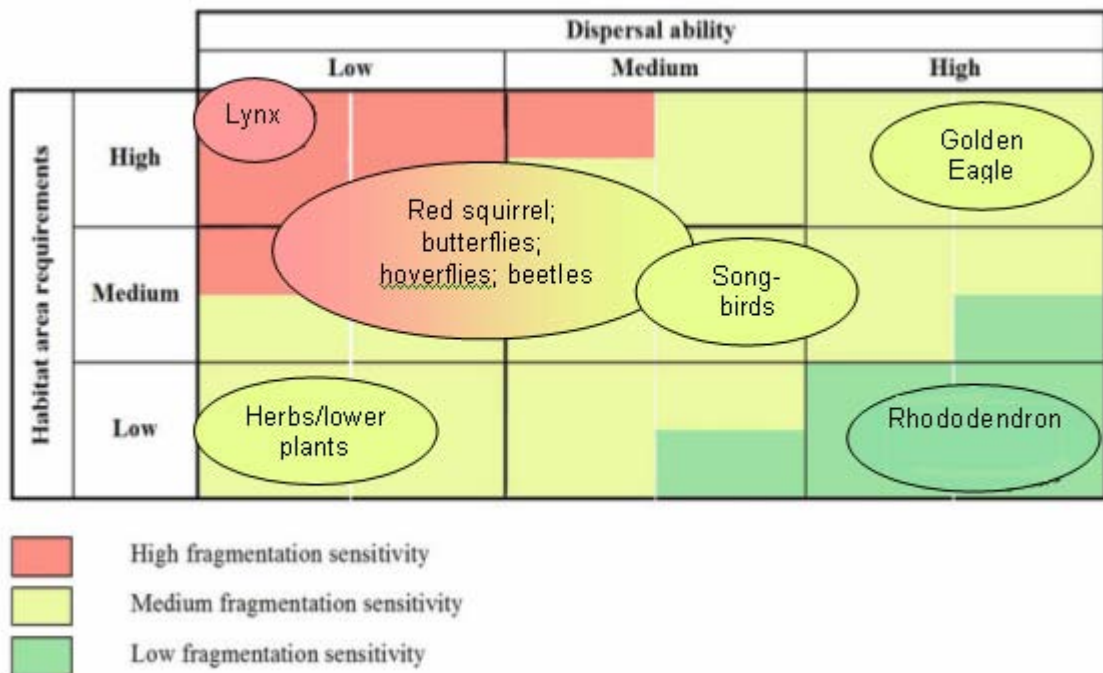 Dispersal ability
Low Medium High
Habitat area requirements
High
Medium
Low
Lynx
Golden
Eagle
Red squirrel;
butterflies;
hoverflies; beetles
Song-
birds
Herbs/lower
plants
Rhododendron
High fragmentation sensitivity
Medium fragmentation sensitivity
Low fragmentation sensitivity